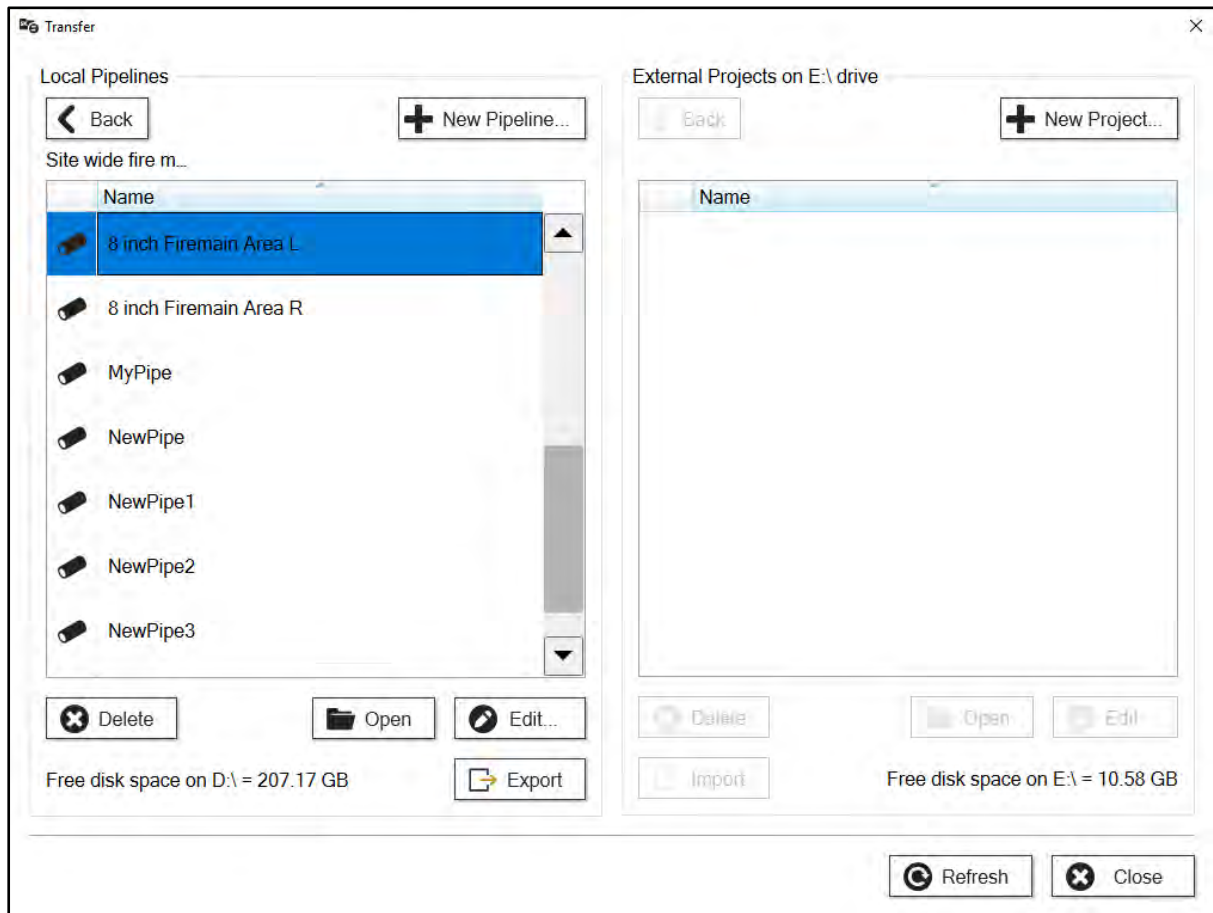 Transfer
Local Pipelines
Back
New Pipeline...
Site wide fire m...
Name
8 inch Firemain Area L
8 inch Firemain Area R
MyPipe
NewPipe
NewPipe1
NewPipe2
NewPipe3
Delete
Open
Edit...
Free disk space on D:\ = 207.17 GB
Export
External Projects on E:\ drive
Back
New Project...
Name
Delete
Open
Edit
Import
Free disk space on E:\ = 10.58 GB
Refresh
Close